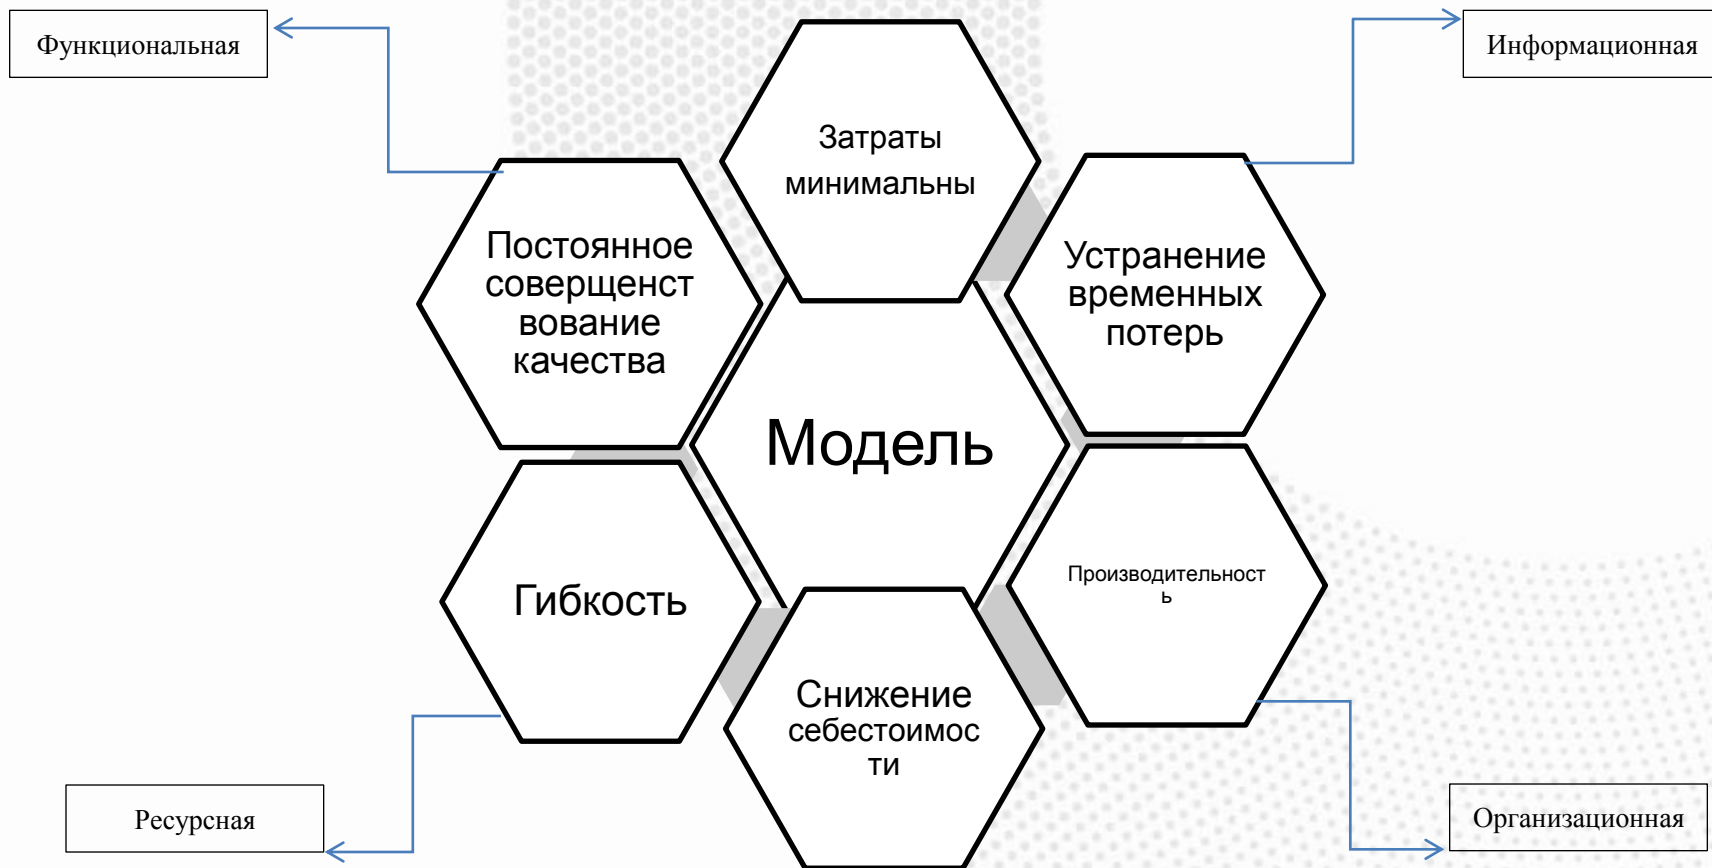 Функциональная
Информационная
Затраты
минимальны
Постоянное
соверщенст
вование
качества
Устранение
временных
потерь
Модель
Гибкость
Производительност
ь
Снижение
себестоимос
ти
Ресурсная
Организационная